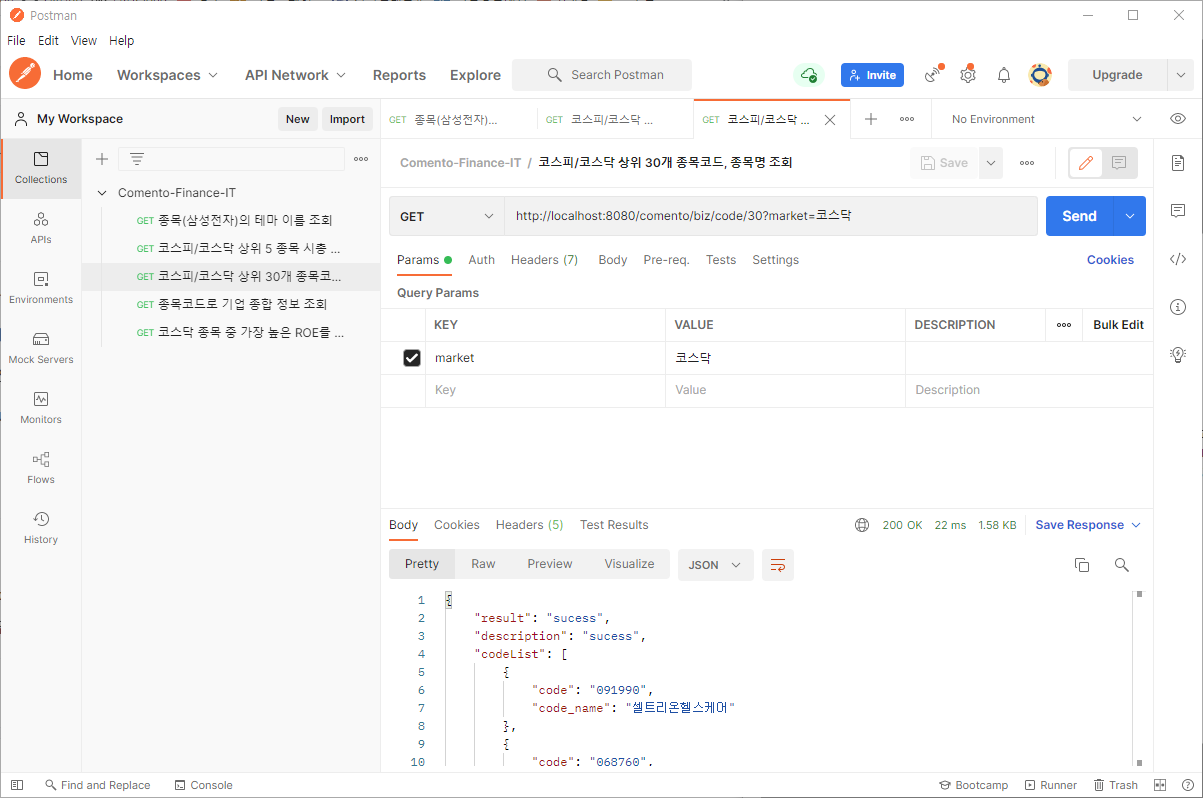 Postman
File Edit View Help
Home Workspaces API Network Reports Explore Search Postman Invite Upgrade
My Workspace New Import
GET 종목(삼성전자)... GET 코스피/코스닥 ... GET 코스피/코스닥 ... No Environment
Collections
APIs
Environments
Mock Servers
Monitors
Flows
History
Comento-Finance-IT
GET 종목(삼성전자)의 테마 이름 조회
GET 코스피/코스닥 상위 5 종목 시총 ...
GET 코스피/코스닥 상위 30개 종목코...
GET 종목코드로 기업 종합 정보 조회
GET 코스닥 종목 중 가장 높은 ROE를 ...
Comento-Finance-IT / 코스피/코스닥 상위 30개 종목코드, 종목명 조회 Save
GET http://localhost:8080/comento/biz/code/30?market=코스닥 Send
Params Auth Headers (7) Body Pre-req. Tests Settings Cookies
Query Params
KEY VALUE DESCRIPTION Bulk Edit
market 코스닥
Key Value Description
Body Cookies Headers (5) Test Results 200 OK 22 ms 1.58 KB Save Response
Pretty Raw Preview Visualize JSON
1 {
2 "result": "sucess",
3 "description": "sucess",
4 "codeList": [
5 {
6 "code": "091990",
7 "code_name": "셀트리온헬스케어"
8 },
9 {
10 "code": "068760",
Find and Replace Console Bootcamp Runner Trash